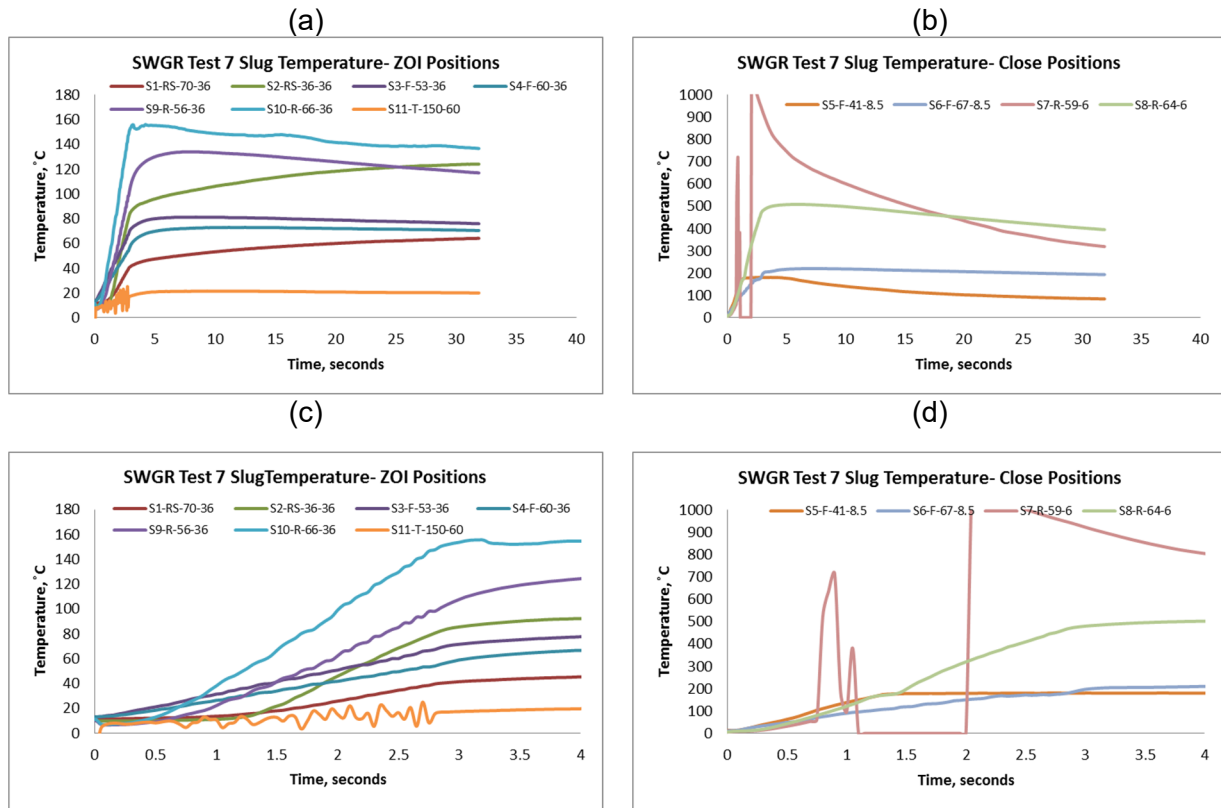 (a)
SWGR Test 7 Slug Temperature- ZOI Positions
S1-RS-70-36 S2-RS-36-36 S3-F-53-36 S4-F-60-36
S9-R-56-36 S10-R-66-36 S11-T-150-60
Temperature,˚C
180
160
140
120
100
80
60
40
20
0
0 5 10 15 20 25 30 35 40
Time, seconds
(b)
SWGR Test 7 Slug Temperature- Close Positions
S5-F-41-8.5 S6-F-67-8.5 S7-R-59-6 S8-R-64-6
Temperature,˚C
1000
900
800
700
600
500
400
300
200
100
0
0 5 10 15 20 25 30 35 40
Time, seconds
(c)
SWGR Test 7 SlugTemperature- ZOI Positions
S1-RS-70-36 S2-RS-36-36 S3-F-53-36 S4-F-60-36
S9-R-56-36 S10-R-66-36 S11-T-150-60
Temperature,˚C
180
160
140
120
100
80
60
40
20
0
0 0.5 1 1.5 2 2.5 3 3.5 4
Time, seconds
(d)
SWGR Test 7 Slug Temperature- Close Positions
S5-F-41-8.5 S6-F-67-8.5 S7-R-59-6 S8-R-64-6
Temperature,˚C
1000
900
800
700
600
500
400
300
200
100
0
0 0.5 1 1.5 2 2.5 3 3.5 4
Time, seconds